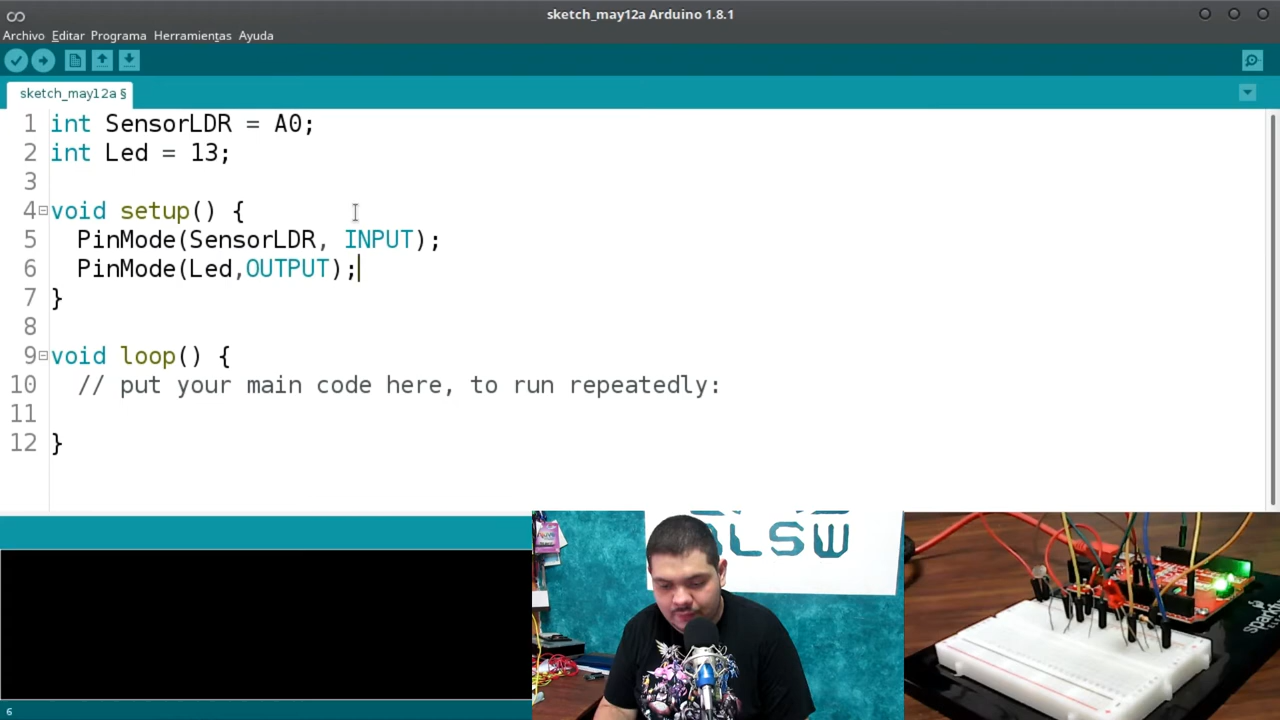 sketch_may12a Arduino 1.8.1
Archivo Editar Programa Herramientas Ayuda
sketch_may12a §
1 int SensorLDR = A0;
2 int Led = 13;
3
4 void setup() {
5 PinMode(SensorLDR, INPUT);
6 PinMode(Led,OUTPUT);
7 }
8
9 void loop() {
10 // put your main code here, to run repeatedly:
11
12 }
SLSW
6